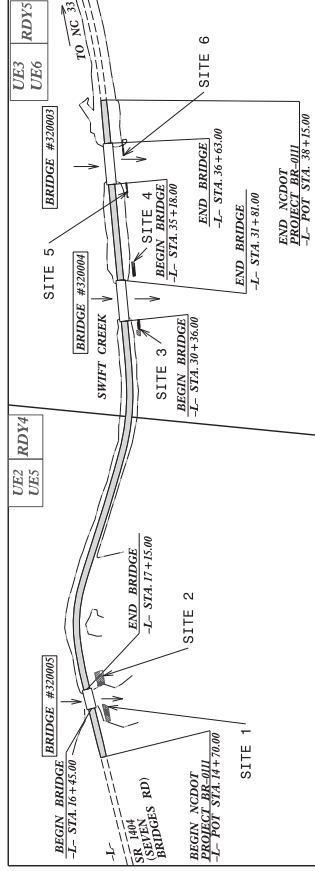 UE2
RDY4
UE5
UE3
RDY5
UE6
BRIDGE #320005
BEGIN BRIDGE
-L- STA. 16+45.00
-L-
SR 1404
(SEVEN
BRIDGES RD)
BEGIN NCDOT
PROJECT BR-0111
-L- POT STA. 14+70.00
SITE 1
SITE 2
END BRIDGE
-L- STA. 17+15.00
SWIFT CREEK
BRIDGE #320004
SITE 3
BEGIN BRIDGE
-L- STA. 30+36.00
SITE 4
BEGIN BRIDGE
-L- STA. 35+18.00
SITE 5
BRIDGE #320003
SITE 6
TO NC 33
END BRIDGE
-L- STA. 36+63.00
END BRIDGE
-L- STA. 31+81.00
END NCDOT
PROJECT BR-0111
-L- POT STA. 38+15.00